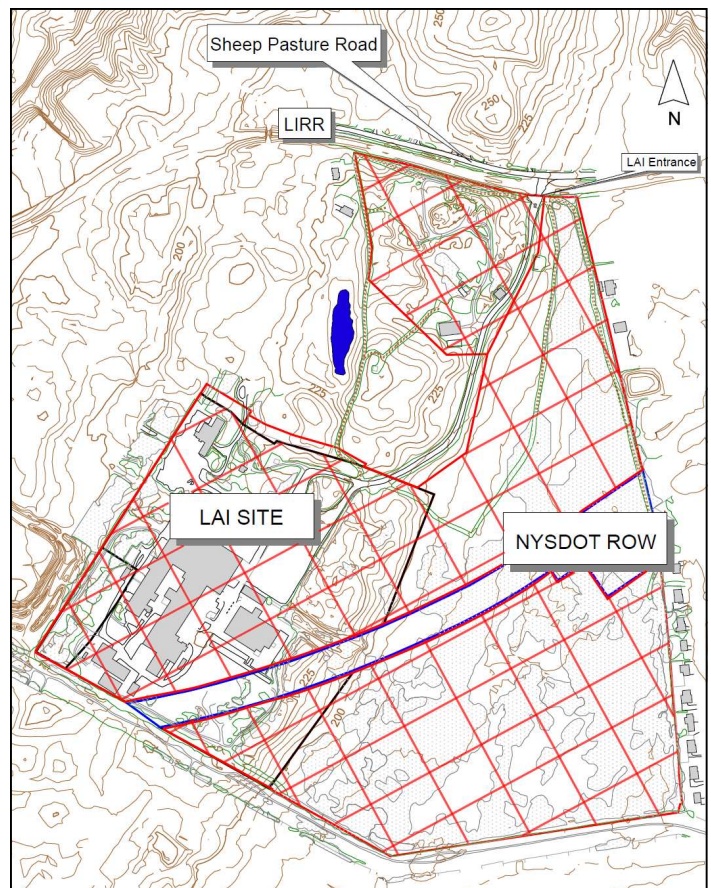 250
Sheep Pasture Road
250
225
LIRR
N
LAI Entrance
200
225
225
LAI SITE
NYSDOT ROW
225
200